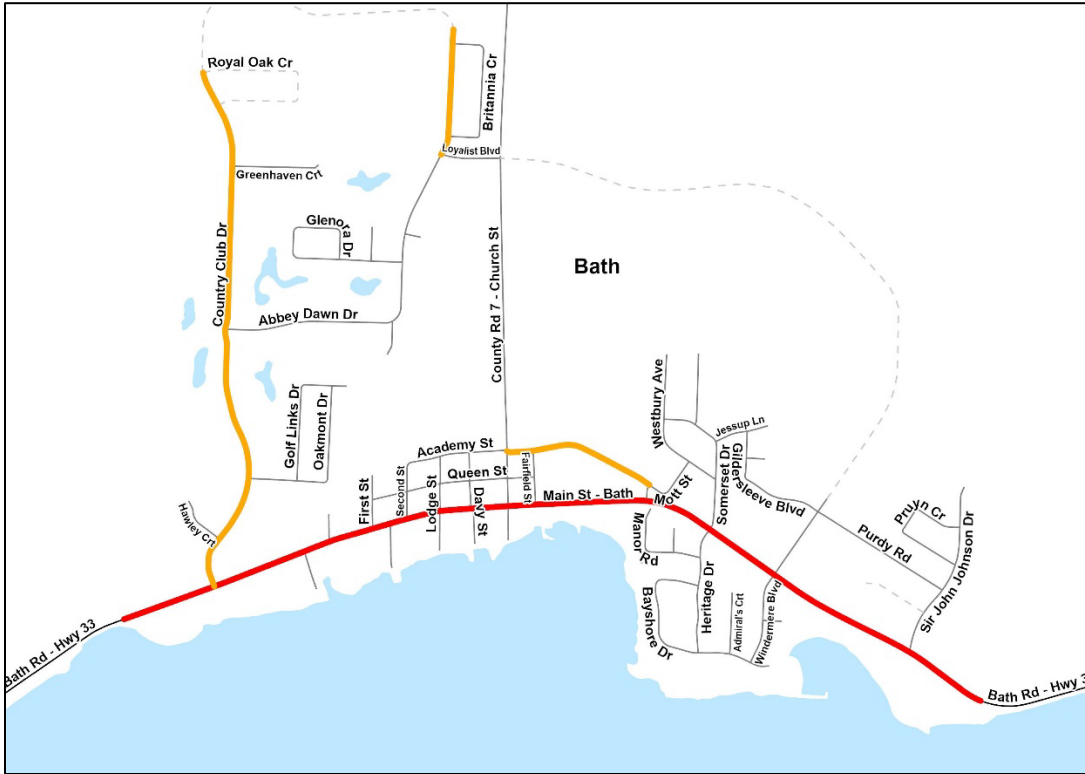 Royal Oak Cr
Britannia Cr
Loyalist Blvd
Greenhaven Crt
Glenora Dr
Country Club Dr
County Rd 7 - Church St
Bath
Abbey Dawn Dr
Westbury Ave
Golf Links Dr
Oakmont Dr
Jessup Ln
Academy St
Somerset Dr
Gildersleeve Blvd
Fairfield St
Second St
Queen St
First St
Lodge St
Davy St
Main St - Bath
Mott St
Hawley Crt
Pruyn Cr
Purdy Rd
Manor Rd
Sir John Johnson Dr
Heritage Dr
Bayshore Dr
Admiral's Crt
Windermere Blvd
Bath Rd - Hwy 33
Bath Rd - Hwy 3